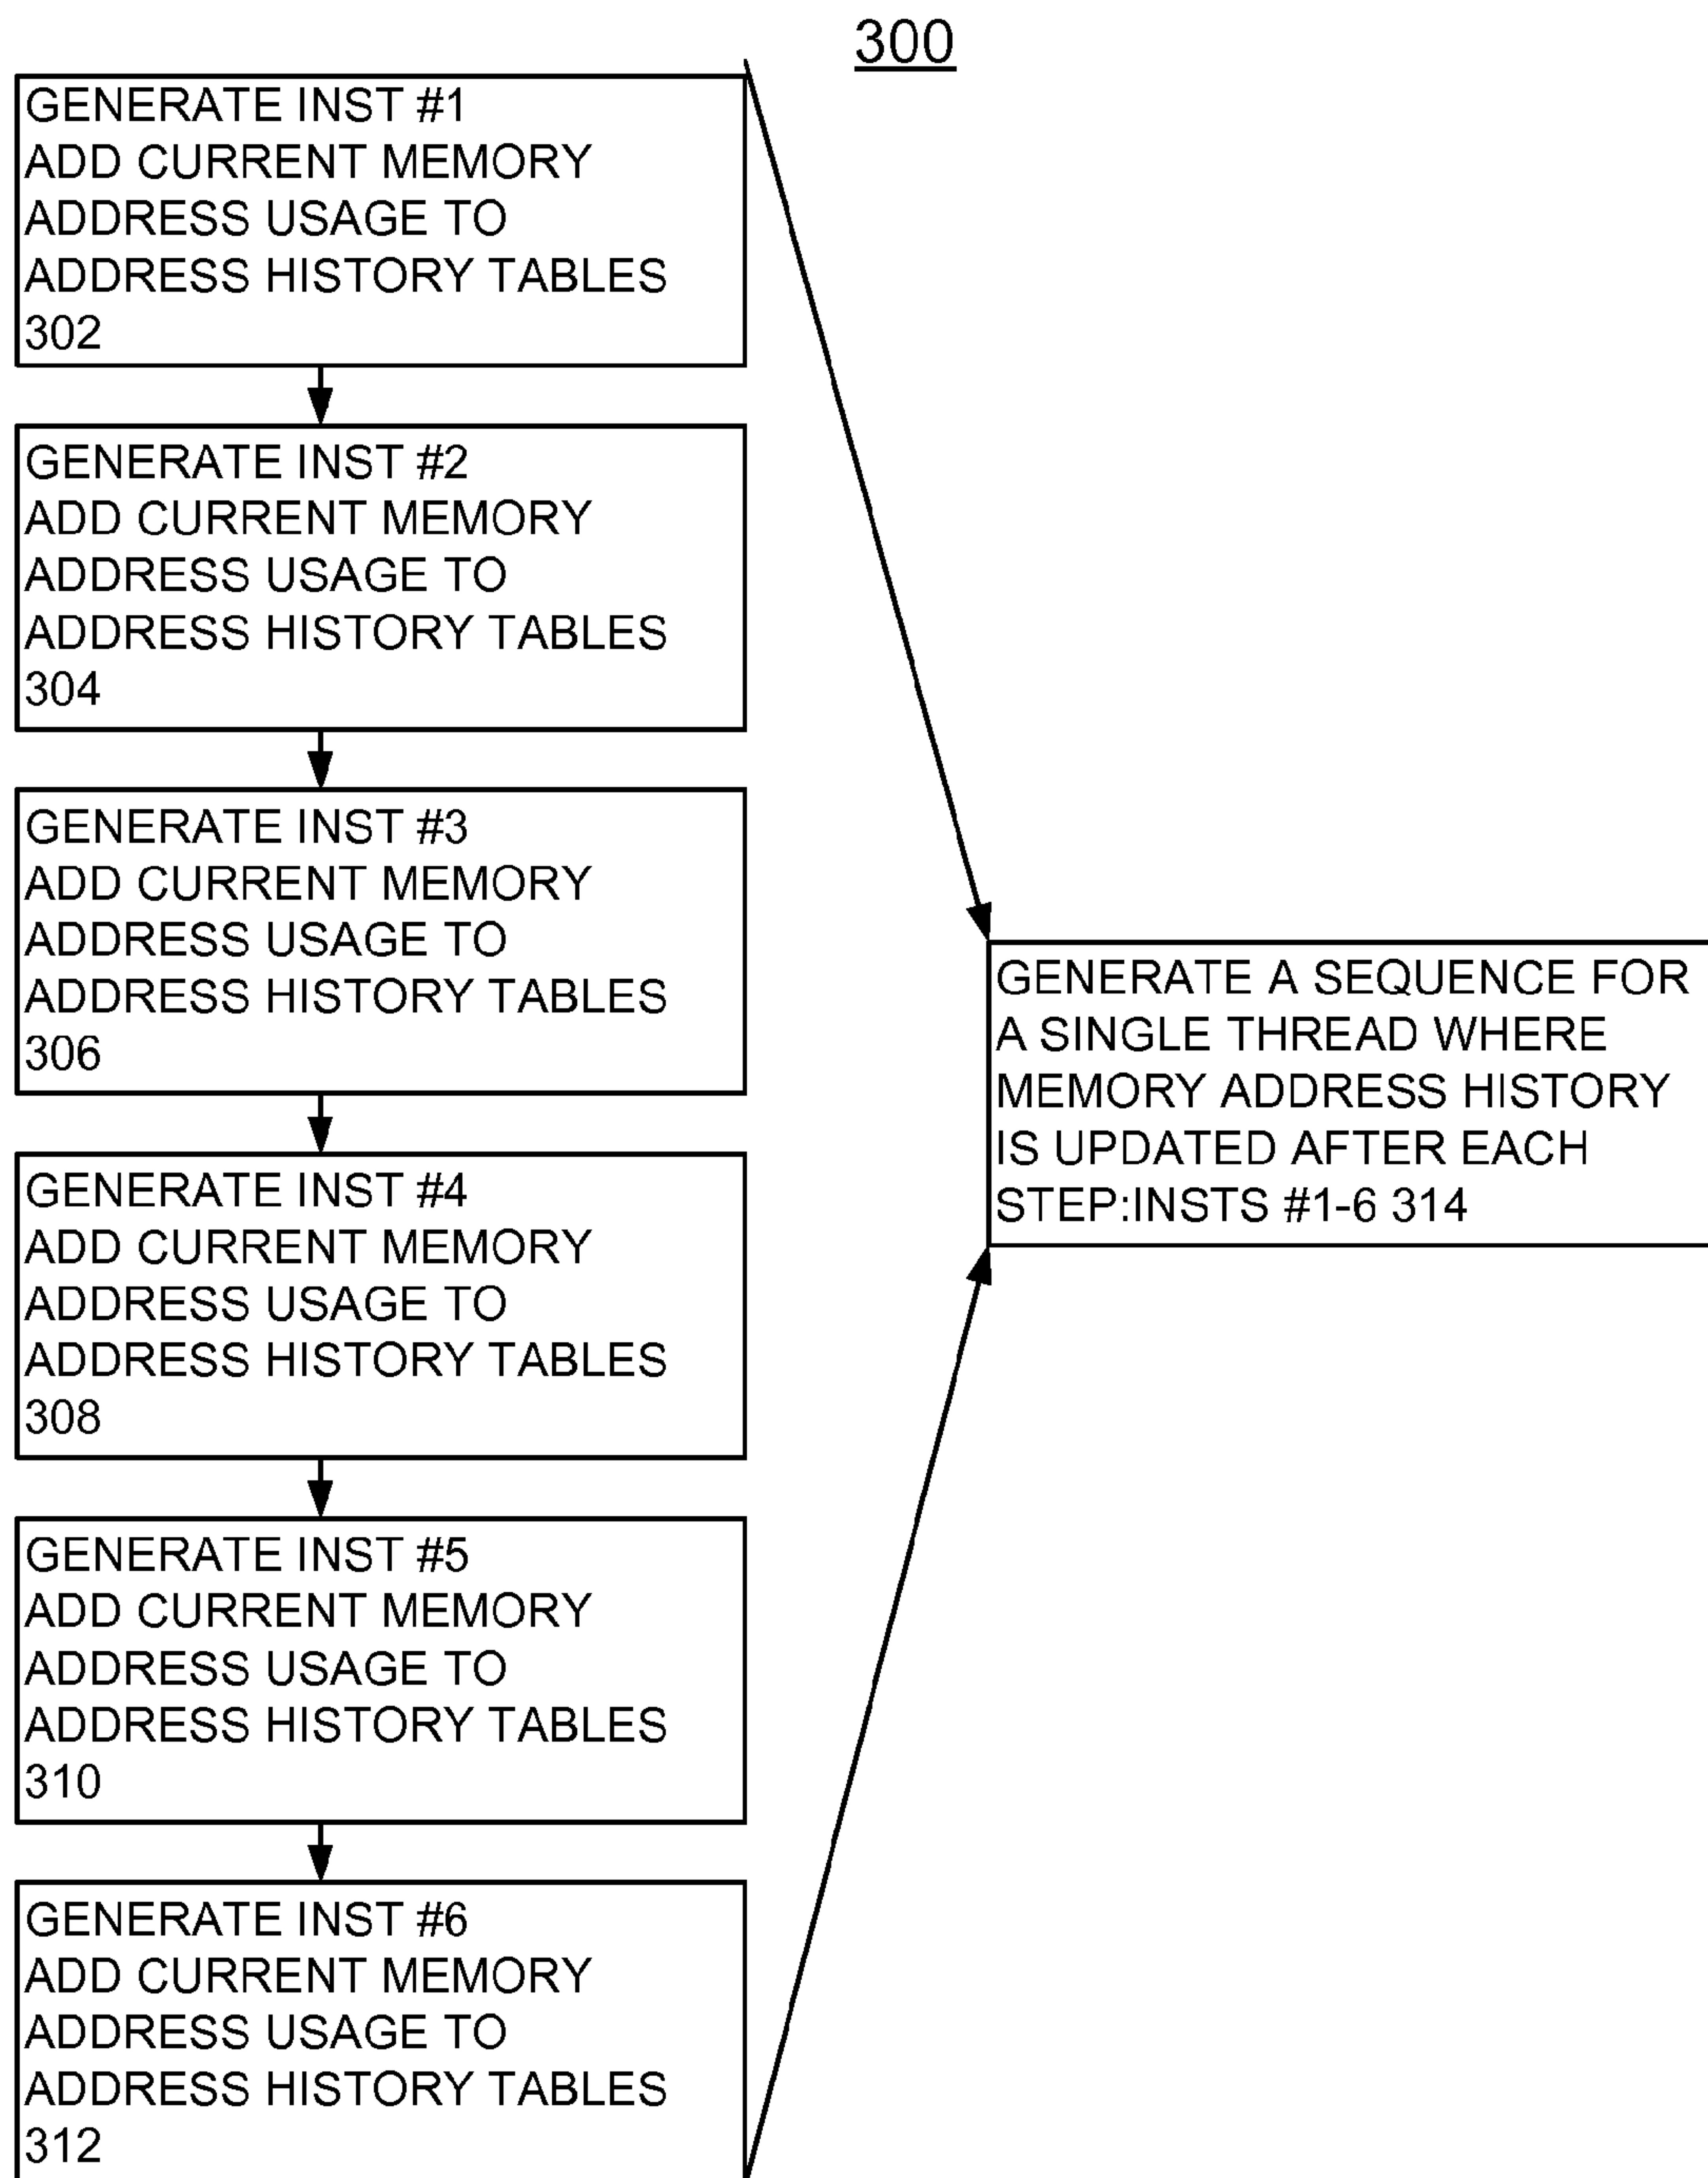 300
GENERATE INST #1
ADD CURRENT MEMORY
ADDRESS USAGE TO
ADDRESS HISTORY TABLES
302
GENERATE INST #2
ADD CURRENT MEMORY
ADDRESS USAGE TO
ADDRESS HISTORY TABLES
304
GENERATE INST #3
ADD CURRENT MEMORY
ADDRESS USAGE TO
ADDRESS HISTORY TABLES
306
GENERATE INST #4
ADD CURRENT MEMORY
ADDRESS USAGE TO
ADDRESS HISTORY TABLES
308
GENERATE INST #5
ADD CURRENT MEMORY
ADDRESS USAGE TO
ADDRESS HISTORY TABLES
310
GENERATE INST #6
ADD CURRENT MEMORY
ADDRESS USAGE TO
ADDRESS HISTORY TABLES
312
GENERATE A SEQUENCE FOR
A SINGLE THREAD WHERE
MEMORY ADDRESS HISTORY
IS UPDATED AFTER EACH
STEP:INSTS #1-6 314